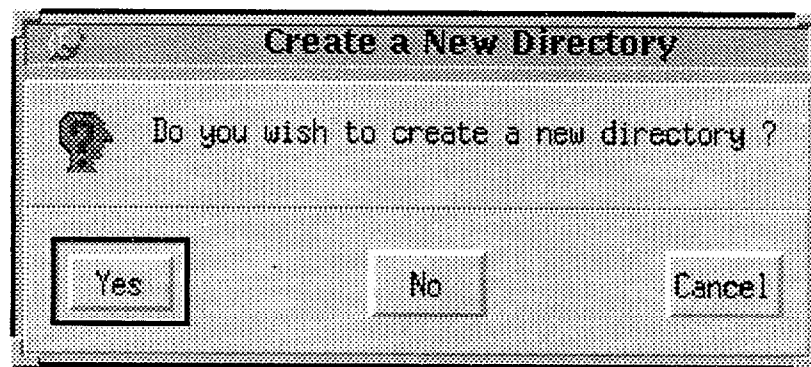 Create a New Directory
Do you wish to create a new directory ?
Yes
No
Cancel